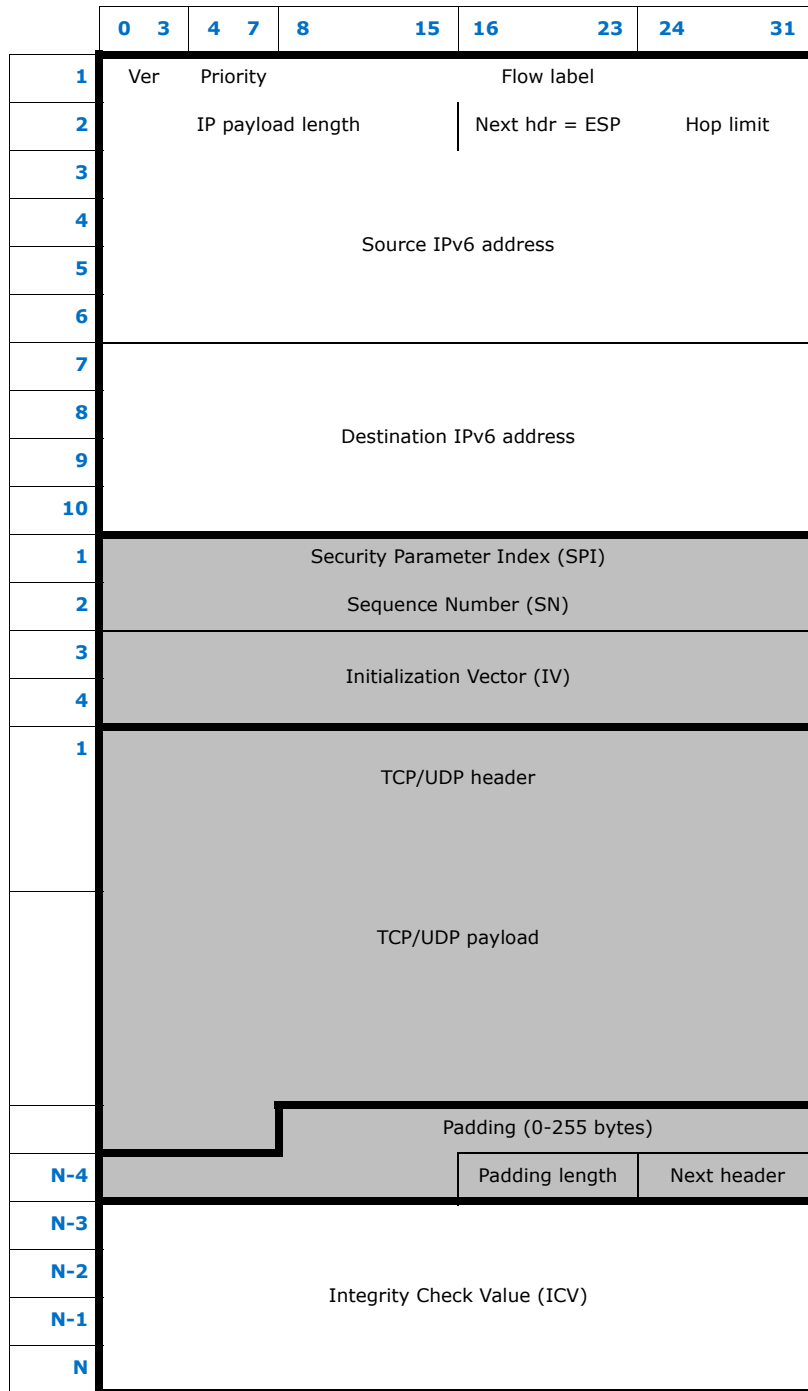 0 3 4 7 8 15 16 23 24 31
1 Ver Priority Flow label
2 IP payload length Next hdr = ESP Hop limit
3
4
Source IPv6 address
5
6
7
8
Destination IPv6 address
9
10
1 Security Parameter Index (SPI)
2 Sequence Number (SN)
3
Initialization Vector (IV)
4
1
TCP/UDP header
TCP/UDP payload
Padding (0-255 bytes)
N-4 Padding length Next header
N-3
N-2
Integrity Check Value (ICV)
N-1
N